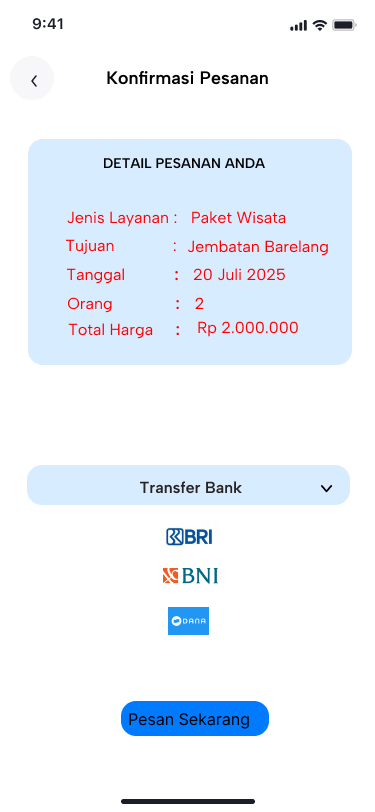 9:41
Konfirmasi Pesanan
DETAIL PESANAN ANDA
Jenis Layanan : Paket Wisata
Tujuan : Jembatan Barelang
Tanggal : 20 Juli 2025
Orang : 2
Total Harga : Rp 2.000.000
Transfer Bank
BRI
BNI
DANA
Pesan Sekarang